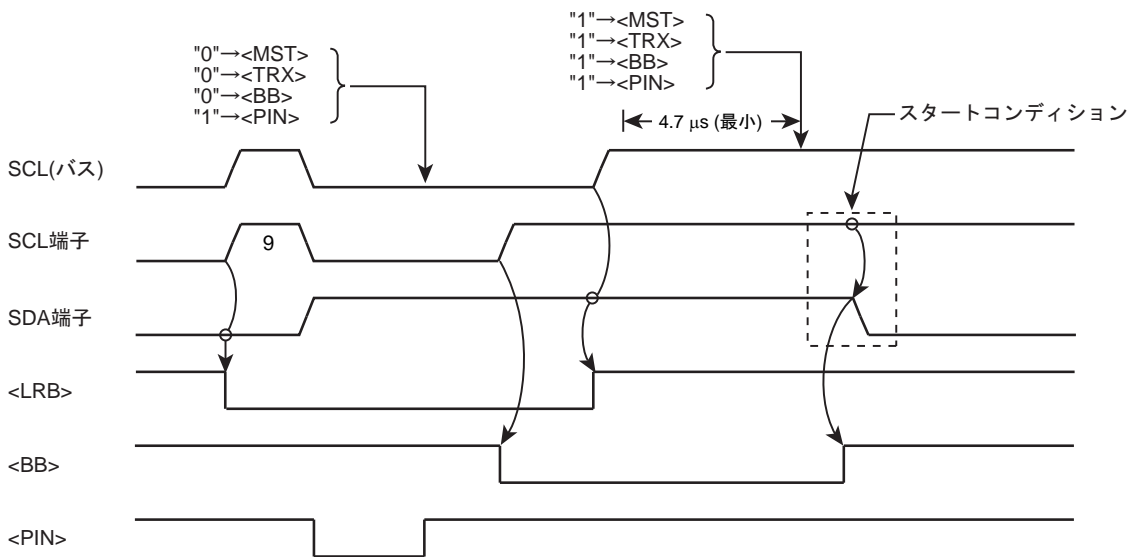 "0"→<MST>
"0"→<TRX>
"0"→<BB>
"1"→<PIN>
"1"→<MST>
"1"→<TRX>
"1"→<BB>
"1"→<PIN>
4.7 μs (最小)
スタートコンディション
SCL(バス)
SCL端子
9
SDA端子
<LRB>
<BB>
<PIN>